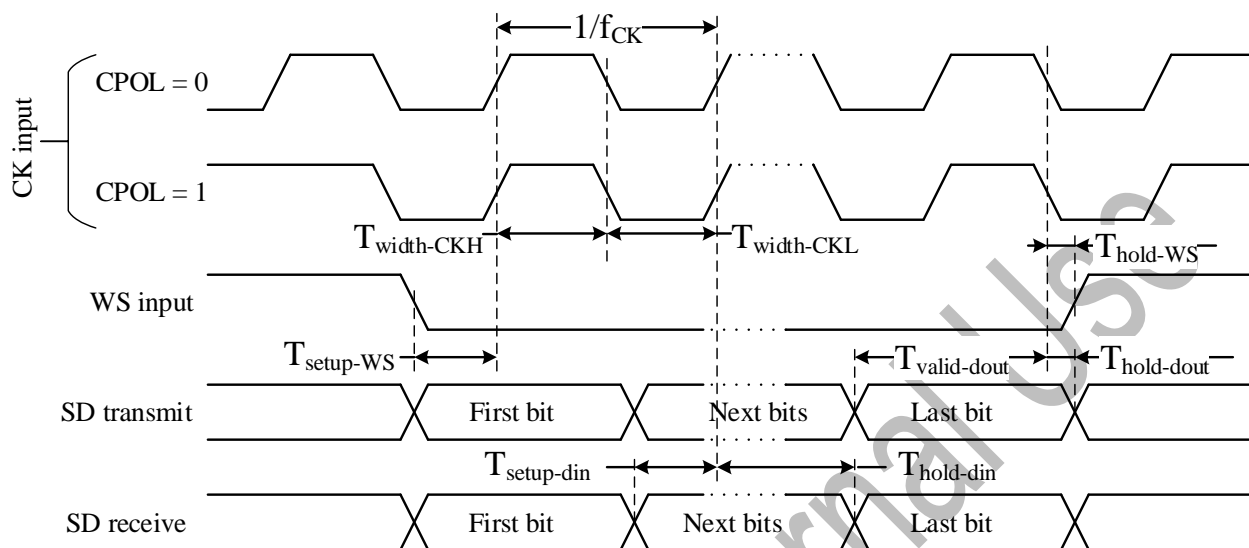 1/fCK
CPOL = 0
CK input
CPOL = 1
Twidth-CKH
Twidth-CKL
Thold-WS
WS input
Tsetup-WS
Tvalid-dout
Thold-dout
SD transmit
First bit
Next bits
Last bit
Tsetup-din
Thold-din
SD receive
First bit
Next bits
Last bit